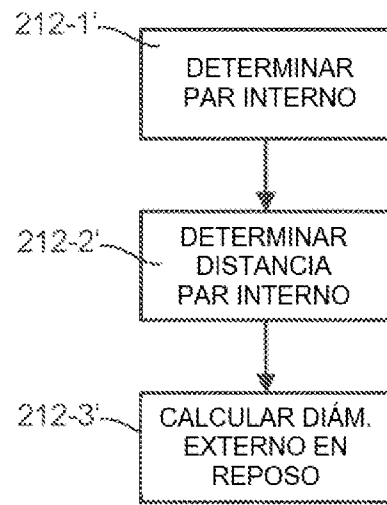 212-1'
DETERMINAR
PAR INTERNO
212-2'
DETERMINAR
DISTANCIA
PAR INTERNO
212-3'
CALCULAR DIÁM.
EXTERNO EN
REPOSO